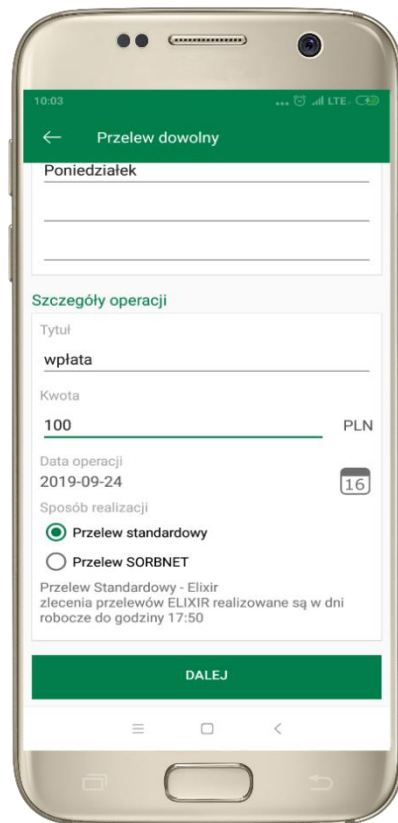 10:03 ... LTE
Przelew dowolny
Poniedziałek
Szczegóły operacji
Tytuł
wpłata
Kwota
100 PLN
Data operacji
2019-09-24 16
Sposób realizacji
Przelew standardowy
Przelew SORBNET
Przelew Standardowy - Elixir
zlecenia przelewów ELIXIR realizowane są w dni
robocze do godziny 17:50
DALEJ